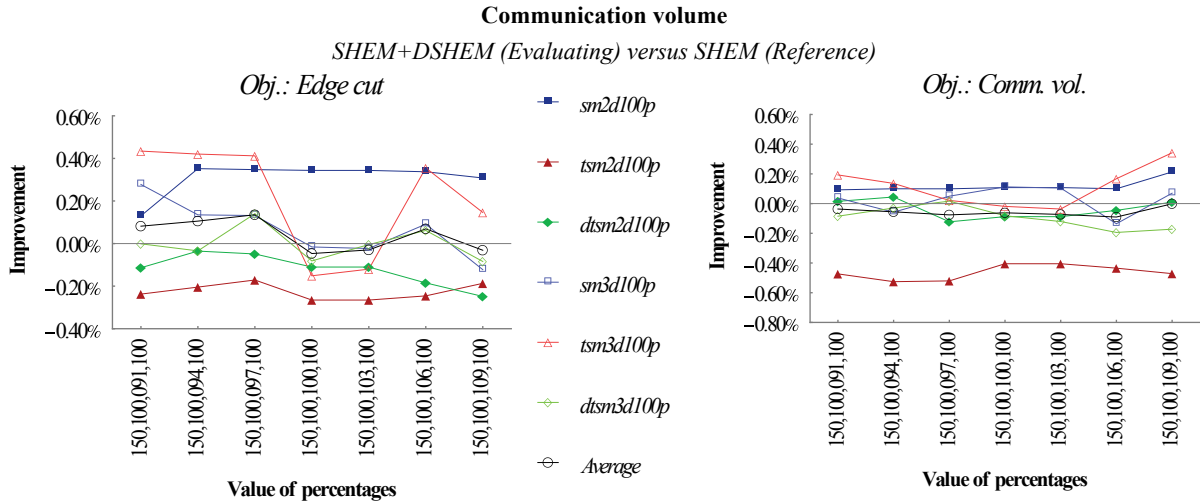 Communication volume
SHEM+DSHEM (Evaluating) versus SHEM (Reference)
Obj.: Edge cut
Improvement
0.60%
0.40%
0.20%
0.00%
−0.20%
−0.40%
150,100,091,100
150,100,094,100
150,100,097,100
150,100,100,100
150,100,103,100
150,100,106,100
150,100,109,100
Value of percentages
sm2d100p
tsm2d100p
dtsm2d100p
sm3d100p
tsm3d100p
dtsm3d100p
Average
Obj.: Comm. vol.
Improvement
0.60%
0.40%
0.20%
0.00%
−0.20%
−0.40%
−0.60%
−0.80%
150,100,091,100
150,100,094,100
150,100,097,100
150,100,100,100
150,100,103,100
150,100,106,100
150,100,109,100
Value of percentages